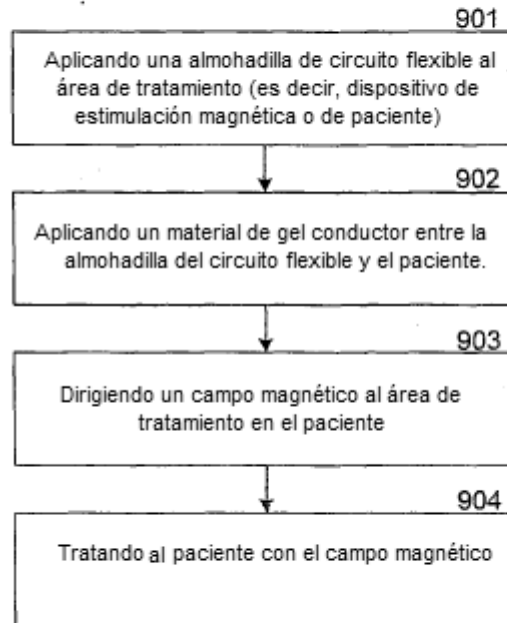 901
Aplicando una almohadilla de circuito flexible al
área de tratamiento (es decir, dispositivo de
estimulación magnética o de paciente)
902
Aplicando un material de gel conductor entre la
almohadilla del circuito flexible y el paciente.
903
Dirigiendo un campo magnético al área de
tratamiento en el paciente
904
Tratando al paciente con el campo magnético